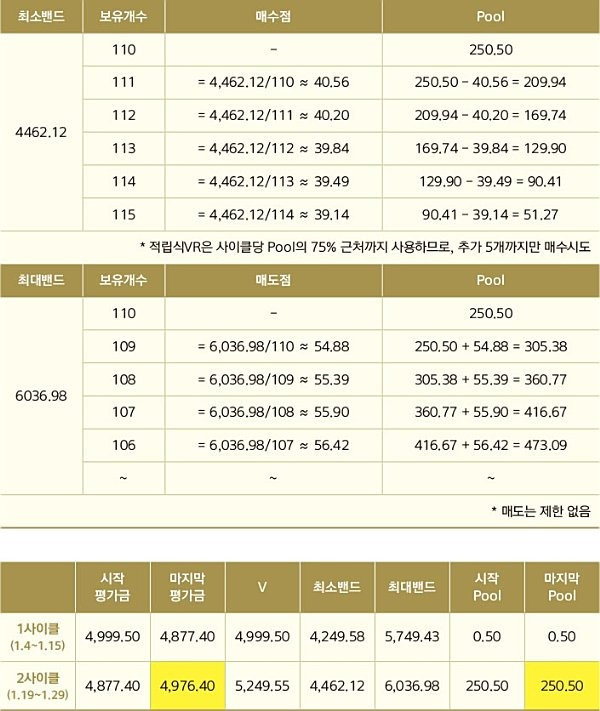 최소밴드 보유개수 매수점 Pool
110 – 250.50
111 = 4,462.12/110 ≈ 40.56 250.50 – 40.56 = 209.94
112 = 4,462.12/111 ≈ 40.20 209.94 – 40.20 = 169.74
4462.12
113 = 4,462.12/112 ≈ 39.84 169.74 – 39.84 = 129.90
114 = 4,462.12/113 ≈ 39.49 129.90 – 39.49 = 90.41
115 = 4,462.12/114 ≈ 39.14 90.41 – 39.14 = 51.27
* 적립식VR은 사이클당 Pool의 75% 근처까지 사용하므로, 추가 5개까지만 매수시도
최대밴드 보유개수 매도점 Pool
110 – 250.50
109 = 6,036.98/110 ≈ 54.88 250.50 + 54.88 = 305.38
108 = 6,036.98/109 ≈ 55.39 305.38 + 55.39 = 360.77
6036.98
107 = 6,036.98/108 ≈ 55.90 360.77 + 55.90 = 416.67
106 = 6,036.98/107 ≈ 56.42 416.67 + 56.42 = 473.09
~ ~ ~
* 매도는 제한 없음
시작 평가금 마지막 평가금 V 최소밴드 최대밴드 시작 Pool 마지막 Pool
1사이클 (1.4~1.15) 4,999.50 4,877.40 4,999.50 4,249.58 5,749.43 0.50 0.50
2사이클 (1.19~1.29) 4,877.40 4,976.40 5,249.55 4,462.12 6,036.98 250.50 250.50